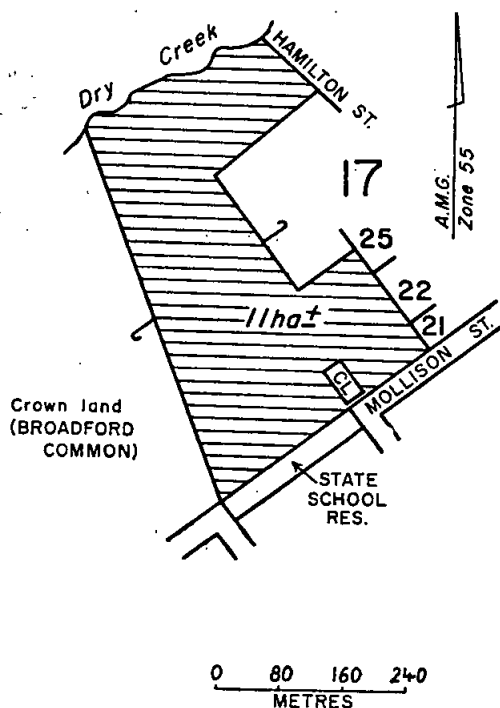 Dry Creek
HAMILTON ST.
A.M.G.
Zone 55
17
25
22
21
11ha±
CL
MOLLISON ST.
Crown land
(BROADFORD
COMMON)
STATE
SCHOOL
RES.
0 80 160 240
METRES